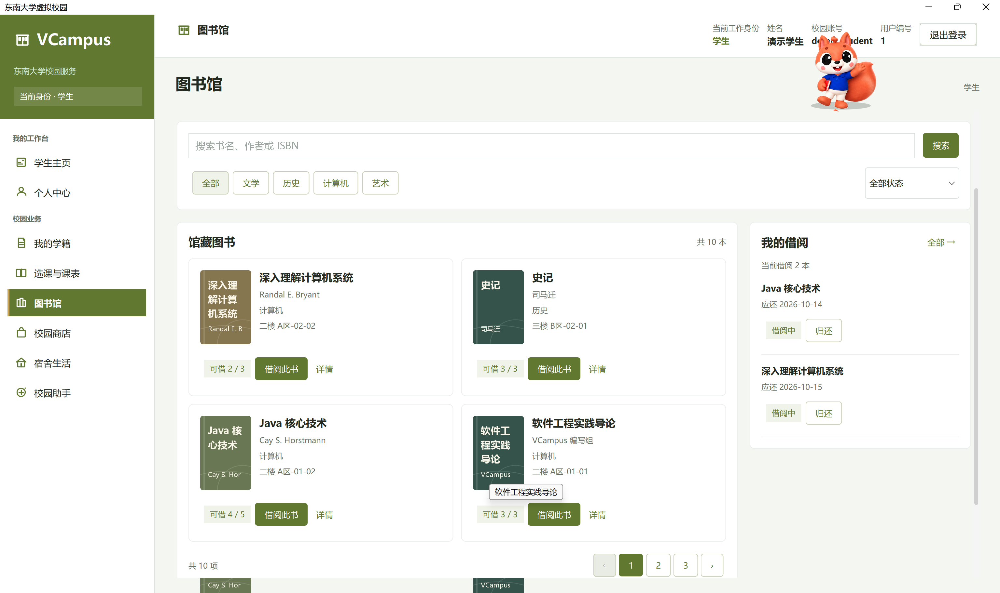 东南大学虚拟校园
VCampus
东南大学校园服务
当前身份 · 学生
我的工作台
学生主页
个人中心
校园业务
我的学籍
选课与课表
图书馆
校园商店
宿舍生活
校园助手
图书馆
当前工作身份
学生
姓名
演示学生
校园账号
用户编号
1
退出登录
图书馆
学生
搜索书名、作者或 ISBN
搜索
全部
文学
历史
计算机
艺术
全部状态
馆藏图书
共 10 本
深入理
解计算
机系统
Randal E. B
深入理解计算机系统
Randal E. Bryant
计算机
二楼 A区-02-02
可借 2 / 3
借阅此书
详情
史记
司马迁
史记
司马迁
历史
三楼 B区-02-01
可借 3 / 3
借阅此书
详情
Java 核
心技术
Cay S. Hor
Java 核心技术
Cay S. Horstmann
计算机
二楼 A区-01-02
可借 4 / 5
借阅此书
详情
软件工
程实践
导论
VCampus
软件工程实践导论
VCampus 编写组
计算机
二楼 A区-01-01
软件工程实践导论
可借 3 / 3
借阅此书
详情
共 10 项
‹
1
2
3
›
Cay S. Hor
VCampus
我的借阅
全部 →
当前借阅 2 本
Java 核心技术
应还 2026-10-14
借阅中
归还
深入理解计算机系统
应还 2026-10-15
借阅中
归还